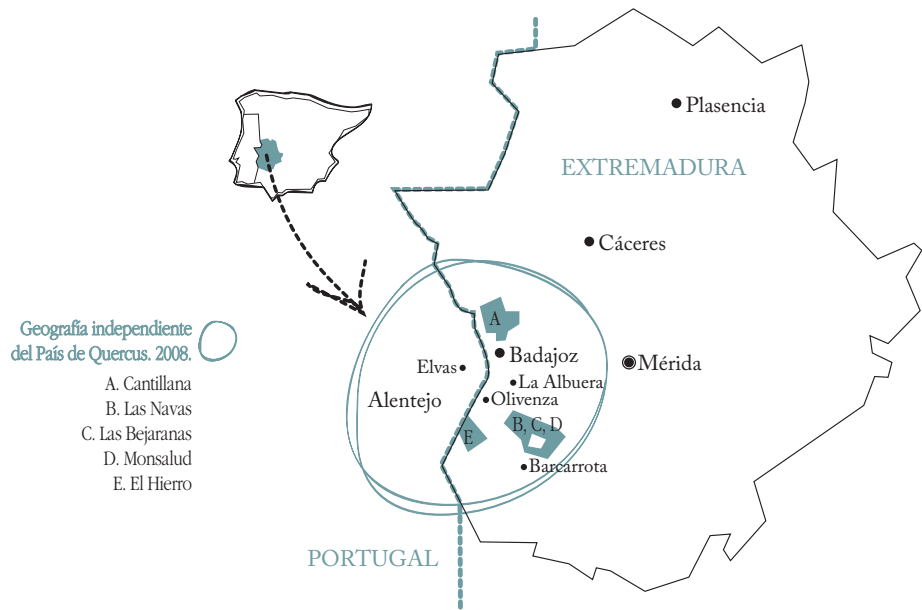 Plasencia
EXTREMADURA
Cáceres
Geografía independiente
del País de Quercus. 2008.
A. Cantillana
B. Las Navas
C. Las Bejaranas
D. Monsalud
E. El Hierro
A
Badajoz
Mérida
Elvas
La Albuera
Alentejo
Olivenza
B, C, D
E
Barcarrota
PORTUGAL